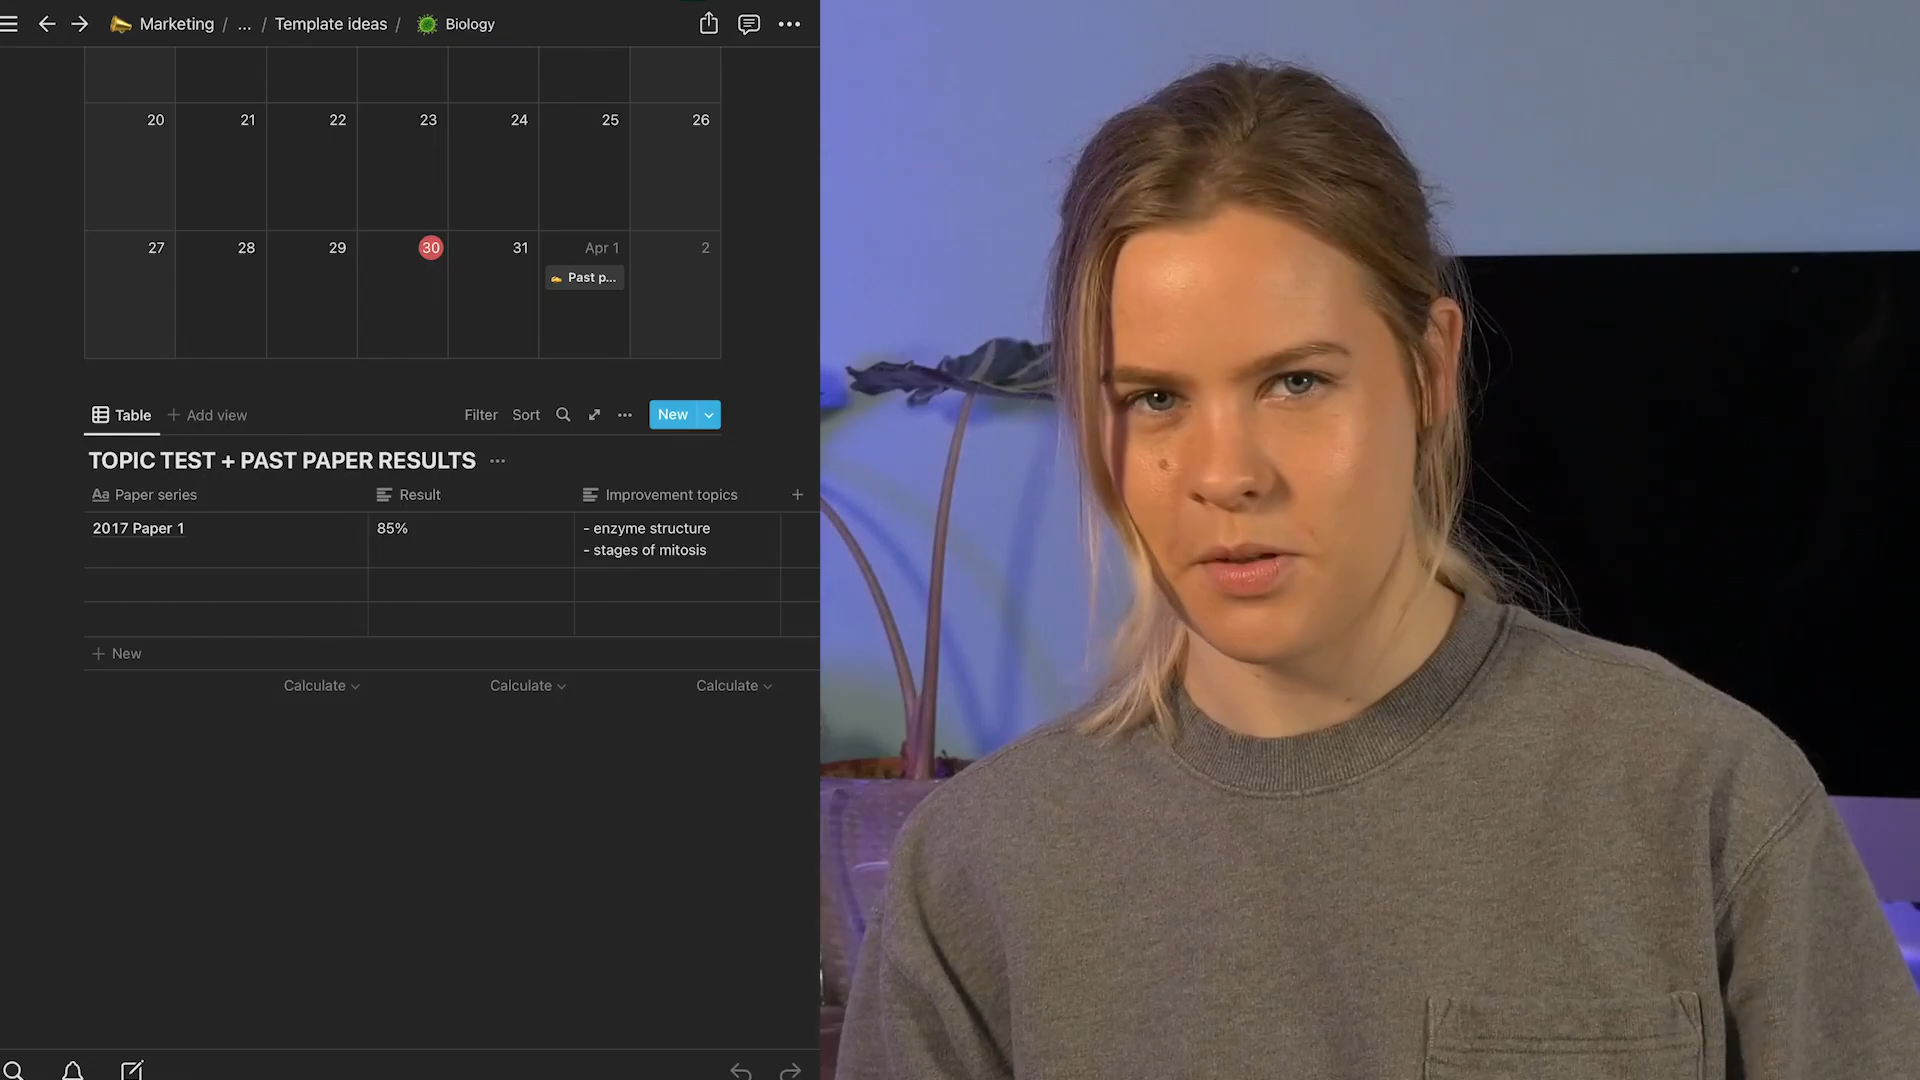 Marketing / ... / Template ideas / Biology
20 21 22 23 24 25 26
27 28 29 30 31 Apr 1 2
Past p...
Table + Add view Filter Sort ... New
TOPIC TEST + PAST PAPER RESULTS ...
Aa Paper series Result Improvement topics +
2017 Paper 1 85% - enzyme structure
- stages of mitosis
+ New
Calculate Calculate Calculate